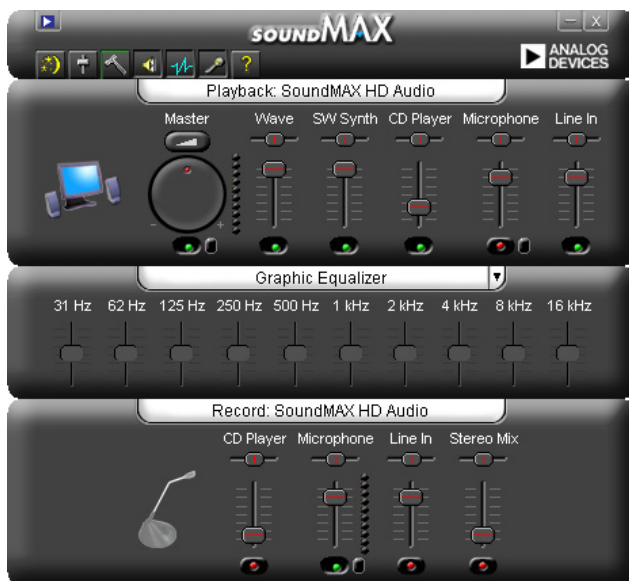 SOUNDMAX
X
?
ANALOG
DEVICES
Playback: SoundMAX HD Audio
Master Wave SW Synth CD Player Microphone Line In
- +
Graphic Equalizer
31 Hz 62 Hz 125 Hz 250 Hz 500 Hz 1 kHz 2 kHz 4 kHz 8 kHz 16 kHz
Record: SoundMAX HD Audio
CD Player Microphone Line In Stereo Mix